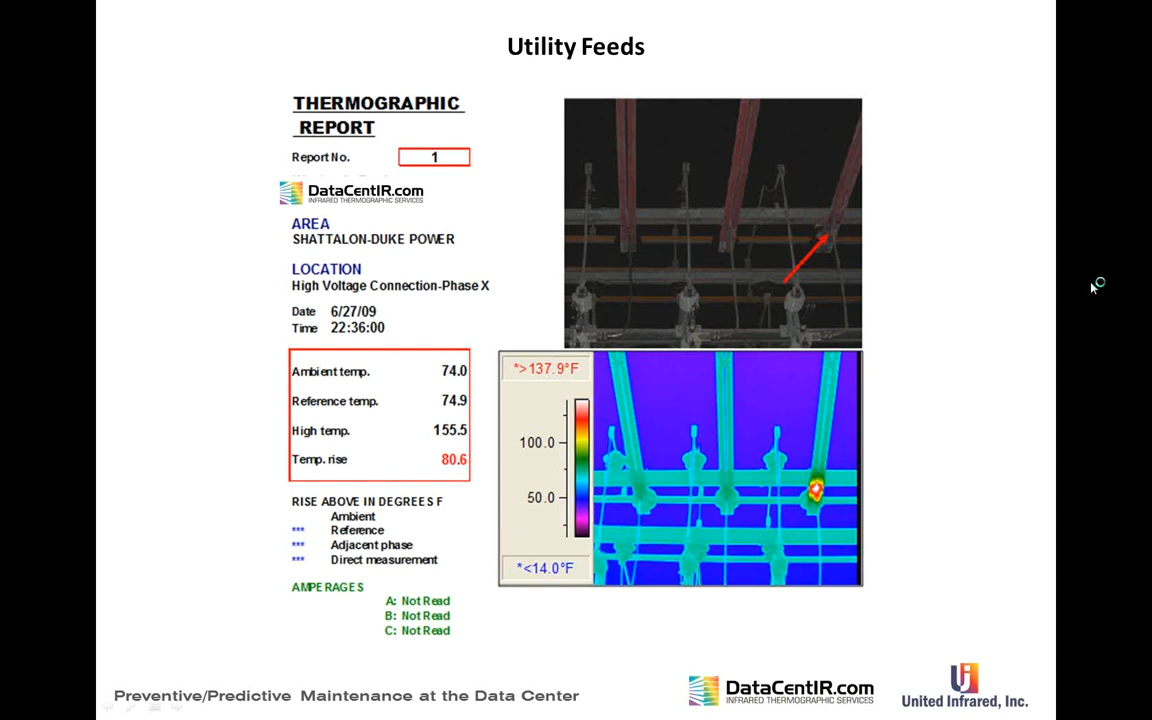 Utility Feeds
THERMOGRAPHIC
REPORT
Report No. 1
DataCentIR.com
INFRARED THERMOGRAPHIC SERVICES
AREA
SHATTALON-DUKE POWER
LOCATION
High Voltage Connection-Phase X
Date 6/27/09
Time 22:36:00
Ambient temp. 74.0
Reference temp. 74.9
High temp. 155.5
Temp. rise 80.6
RISE ABOVE IN DEGREES F
Ambient
*** Reference
*** Adjacent phase
*** Direct measurement
AMPERAGES
A: Not Read
B: Not Read
C: Not Read
*>137.9°F
100.0
50.0
*<14.0°F
Preventive/Predictive Maintenance at the Data Center
DataCentIR.com
INFRARED THERMOGRAPHIC SERVICES
United Infrared, Inc.